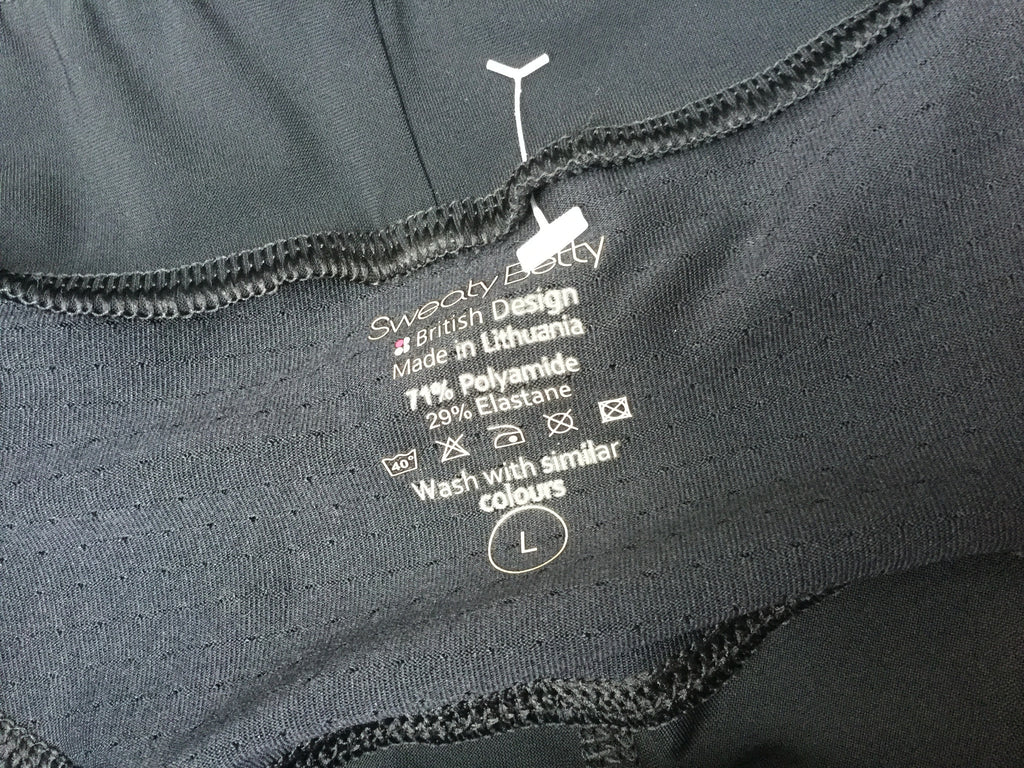 Sweaty Betty
British Design
Made in Lithuania
71% Polyamide
29% Elastane
40°
Wash with similar
colours
L